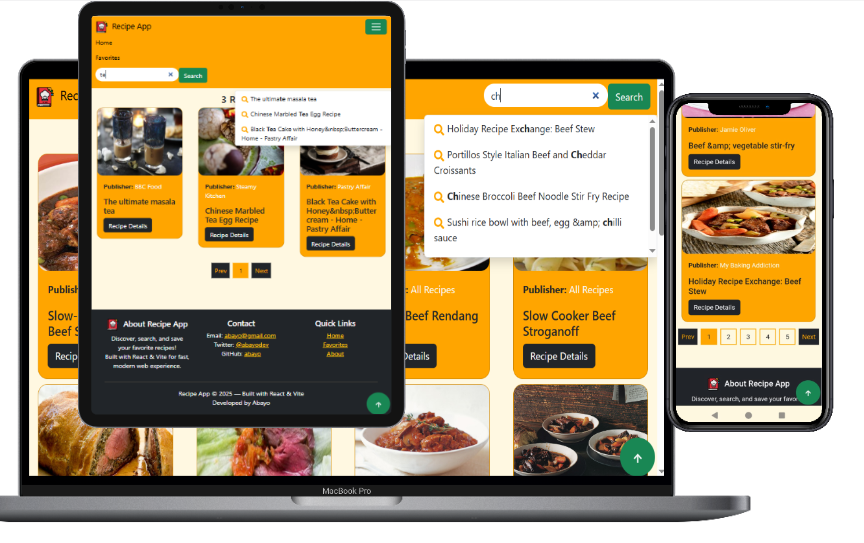 Recipe App
Home
Favorites
te
Search
3 R
The ultimate masala tea
Chinese Marbled Tea Egg Recipe
Black Tea Cake with Honey&nbsp;Buttercream -
Home - Pastry Affair
Publisher: BBC Food
The ultimate masala
tea
Recipe Details
Publisher: Steamy
Kitchen
Chinese Marbled
Tea Egg Recipe
Recipe Details
Publisher: Pastry Affair
Black Tea Cake with
Honey&nbsp;Butter
cream - Home -
Pastry Affair
Recipe Details
Prev
1
Next
About Recipe App
Discover, search, and save
your favorite recipes!
Built with React & Vite for fast,
modern web experience.
Contact
Email: abayo@gmail.com
Twitter: @abayodev
GitHub: abayo
Quick Links
Home
Favorites
About
Recipe App © 2025 — Built with React & Vite
Developed by Abayo
Rec
ch
Search
Holiday Recipe Exchange: Beef Stew
Portillos Style Italian Beef and Cheddar
Croissants
Chinese Broccoli Beef Noodle Stir Fry Recipe
Sushi rice bowl with beef, egg &amp; chilli
sauce
Publish
Slow-
Beef S
Recip
Beef Rendang
etails
Publisher: All Recipes
Slow Cooker Beef
Stroganoff
Recipe Details
MacBook Pro
Publisher: Jamie Oliver
Beef &amp; vegetable stir-fry
Recipe Details
Publisher: My Baking Addiction
Holiday Recipe Exchange: Beef
Stew
Recipe Details
Prev
1
2
3
4
5
Next
About Recipe App
Discover, search, and save your favor